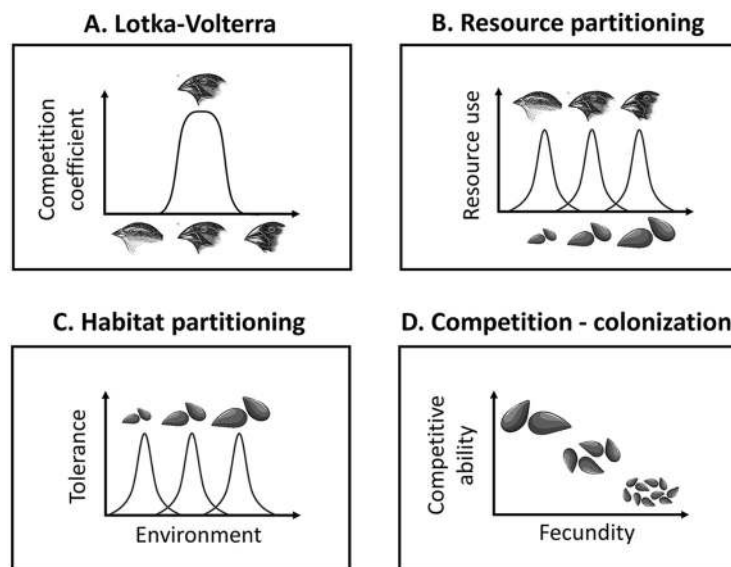 A. Lotka-Volterra
Competition
coefficient
B. Resource partitioning
Resource use
C. Habitat partitioning
Tolerance
Environment
D. Competition - colonization
Competitive
ability
Fecundity